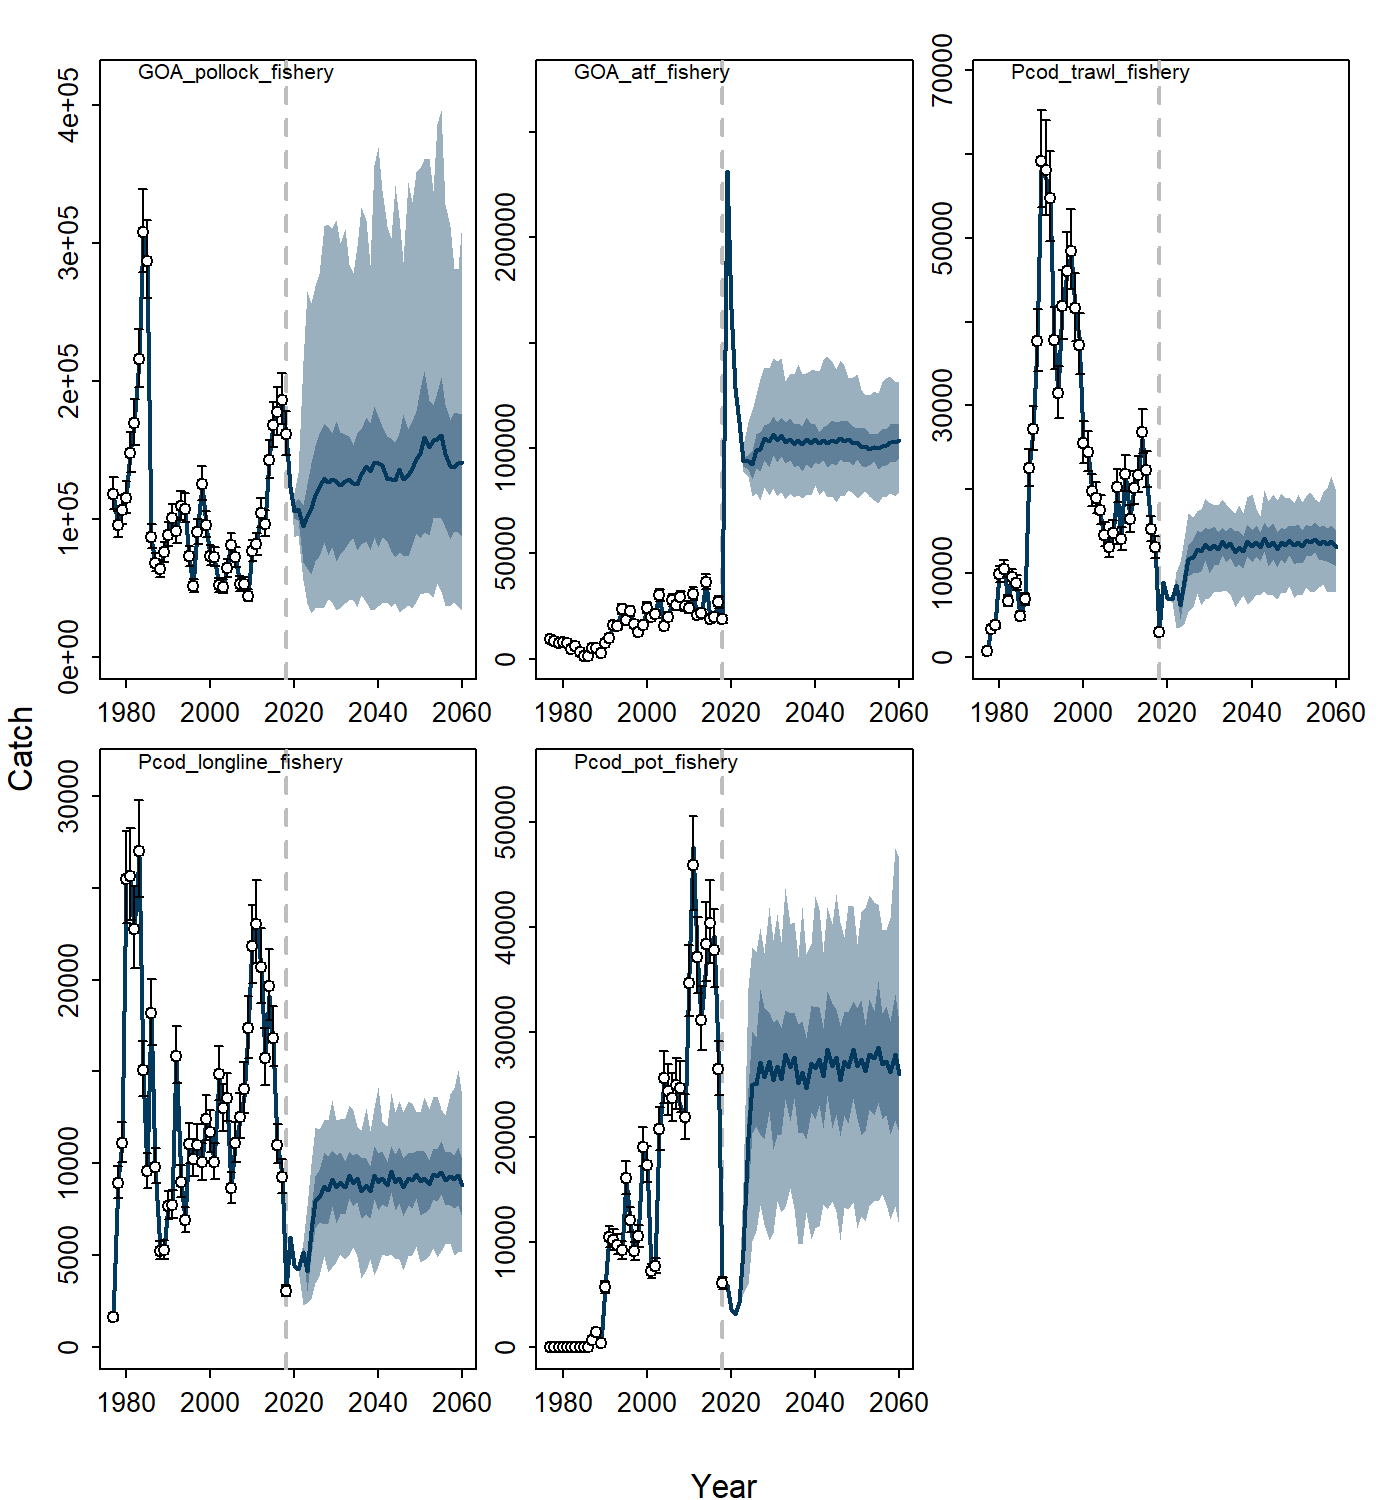 GOA_pollock_fishery
0e+00 1e+05 2e+05 3e+05 4e+05
1980 2000 2020 2040 2060
GOA_atf_fishery
0 50000 100000 200000
1980 2000 2020 2040 2060
Pcod_trawl_fishery
0 10000 30000 50000 70000
1980 2000 2020 2040 2060
Catch
Pcod_longline_fishery
0 5000 10000 20000 30000
1980 2000 2020 2040 2060
Pcod_pot_fishery
0 10000 20000 30000 40000 50000
1980 2000 2020 2040 2060
Year